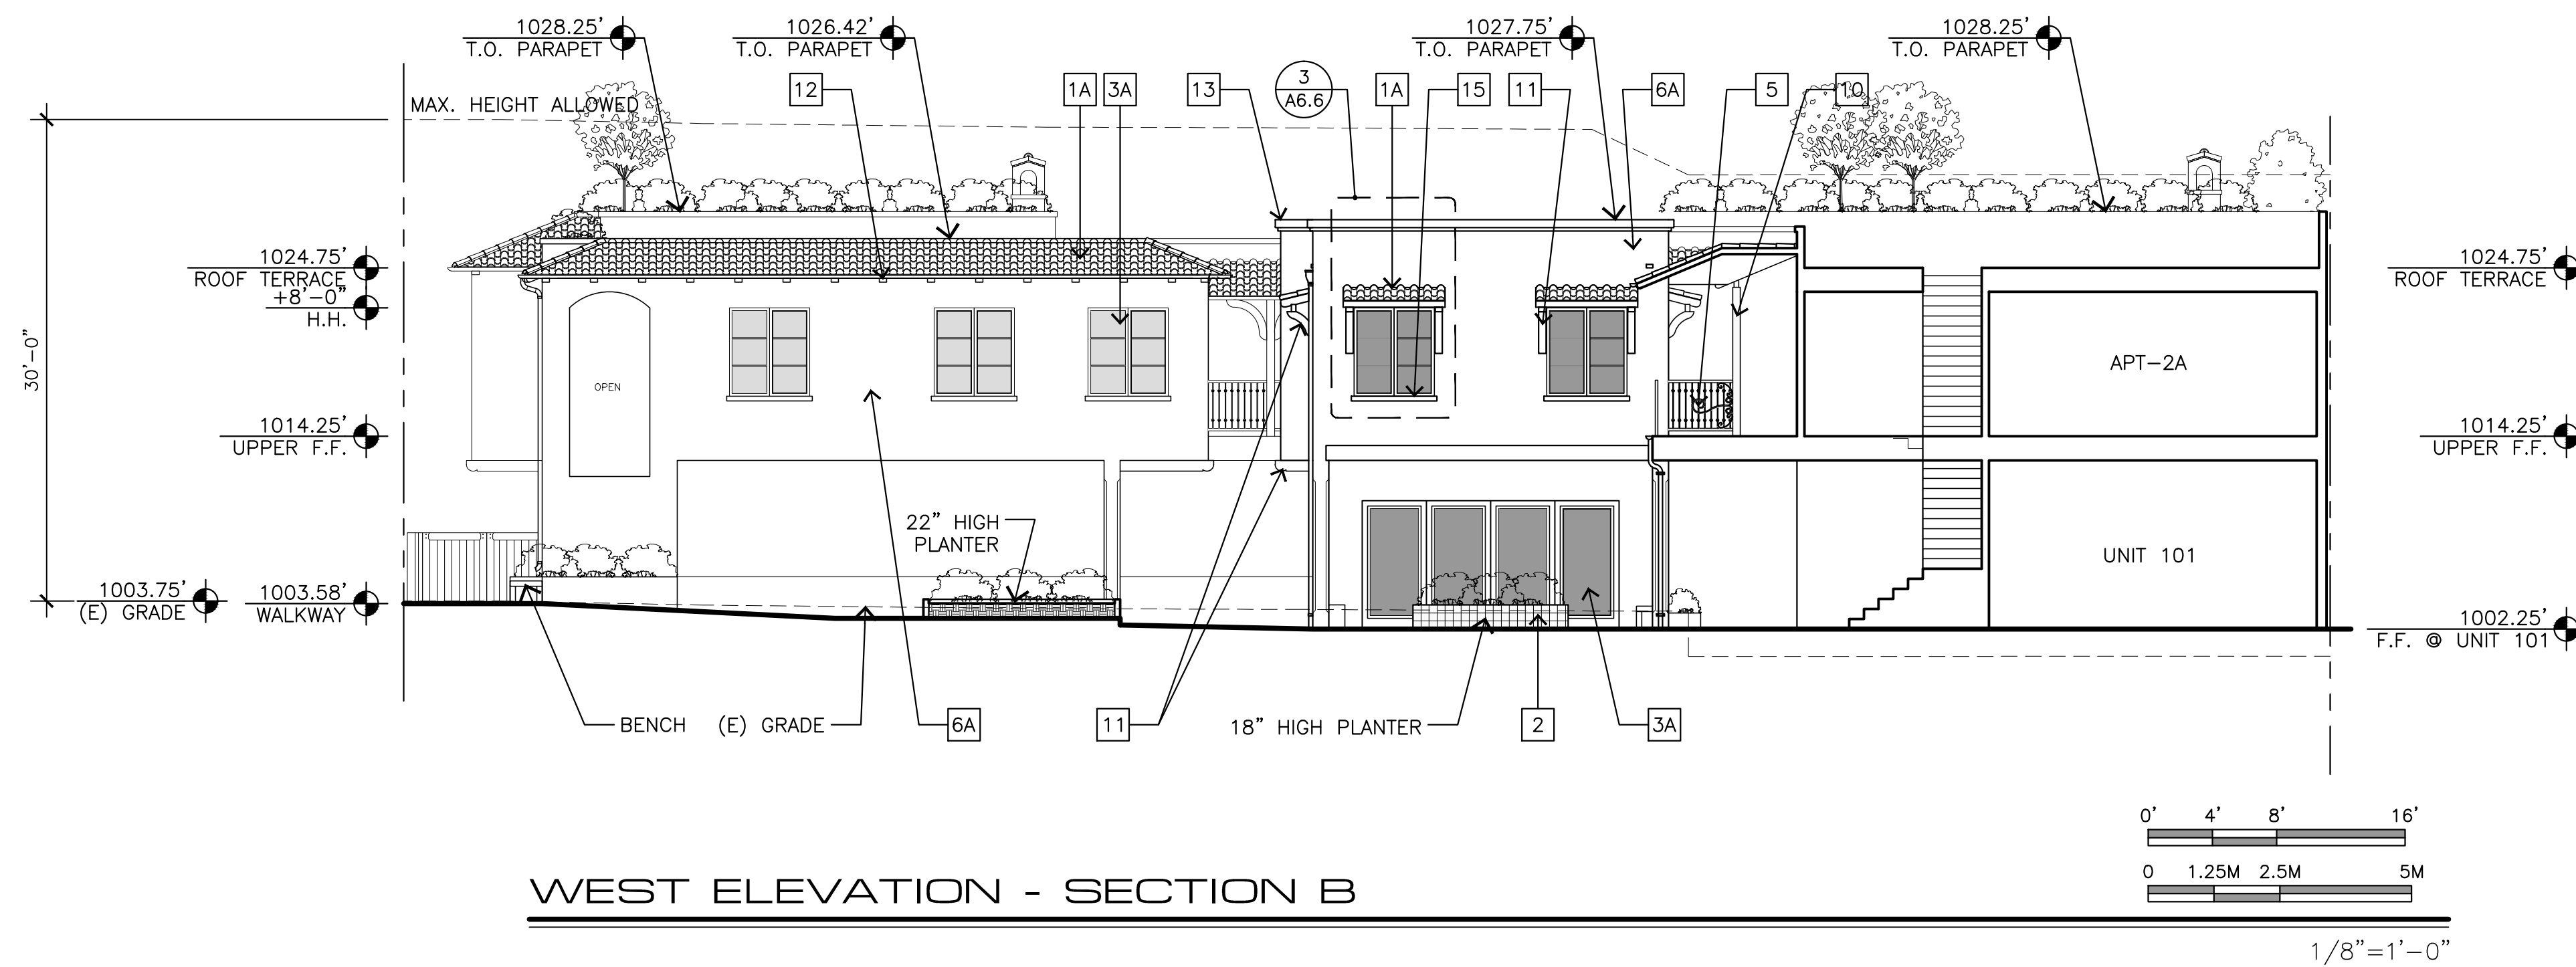 1028.25'
T.O. PARAPET
1026.42'
T.O. PARAPET
1027.75'
T.O. PARAPET
1028.25'
T.O. PARAPET
MAX. HEIGHT ALLOWED
12
1A
3A
13
3
A6.6
1A
15
11
6A
5
10
1024.75'
ROOF TERRACE
+8'-0"
H.H.
1024.75'
ROOF TERRACE
30'-0"
OPEN
APT-2A
1014.25'
UPPER F.F.
1014.25'
UPPER F.F.
22" HIGH
PLANTER
UNIT 101
1003.75'
(E) GRADE
1003.58'
WALKWAY
1002.25'
F.F. @ UNIT 101
BENCH
(E) GRADE
6A
11
18" HIGH PLANTER
2
3A
0' 4' 8' 16'
0 1.25M 2.5M 5M
WEST ELEVATION - SECTION B
1/8"=1'-0"